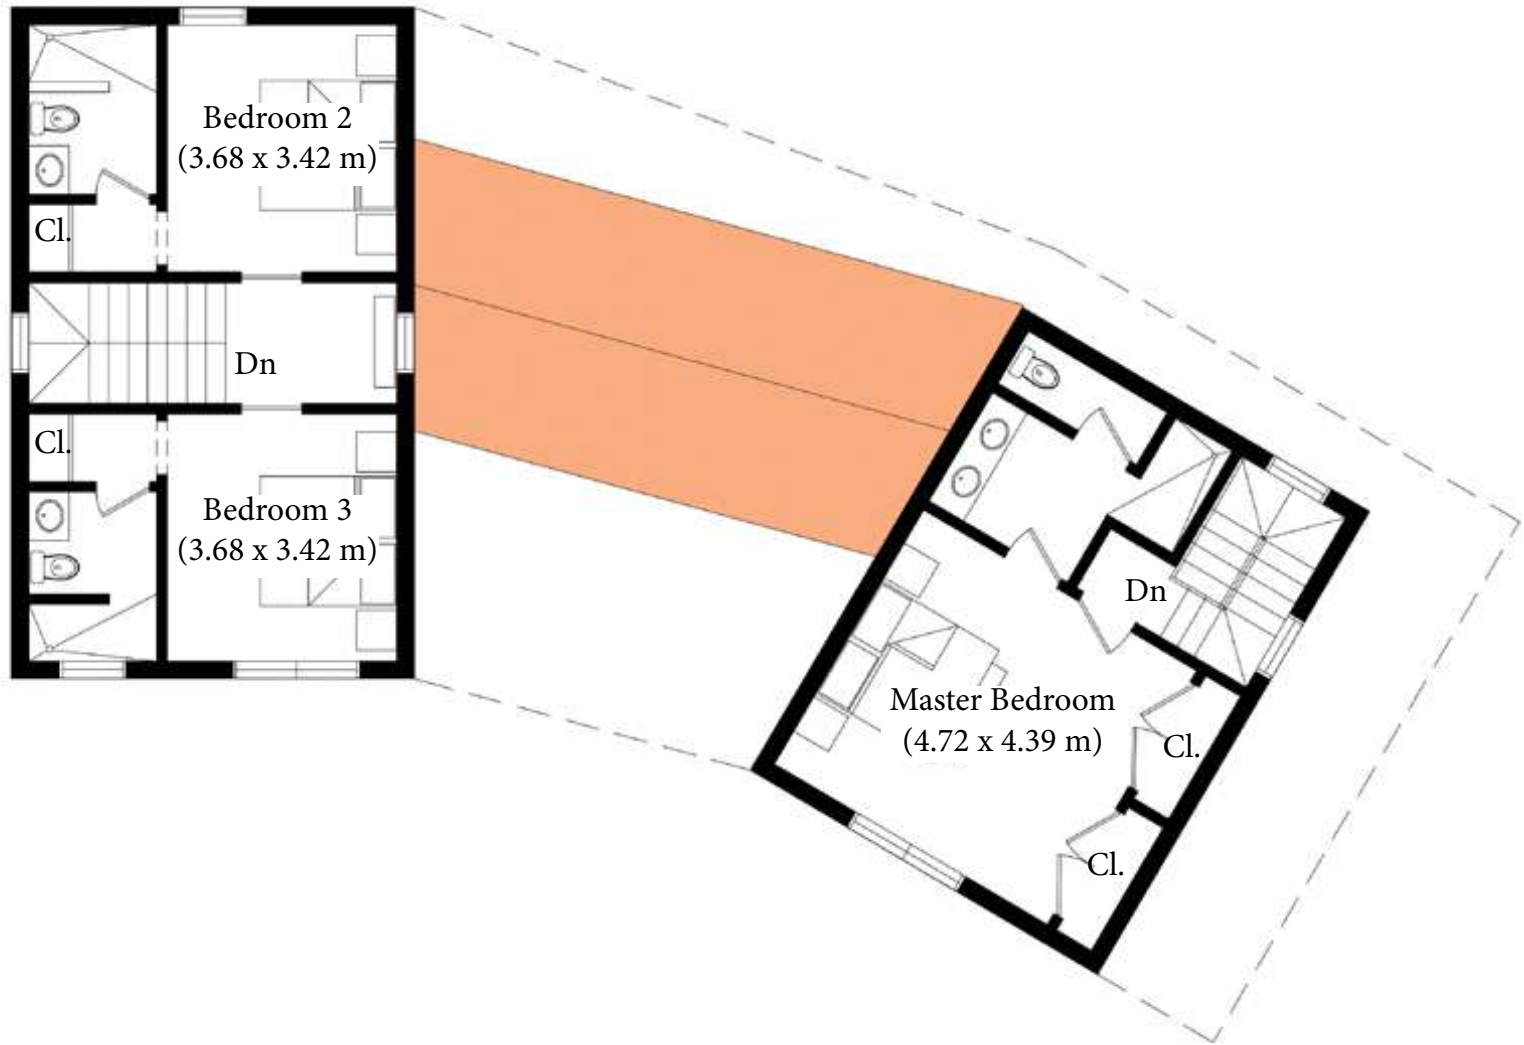 Bedroom 2
(3.68 x 3.42 m)
Cl.
Dn
Cl.
Bedroom 3
(3.68 x 3.42 m)
Dn
Master Bedroom
(4.72 x 4.39 m)
Cl.
Cl.